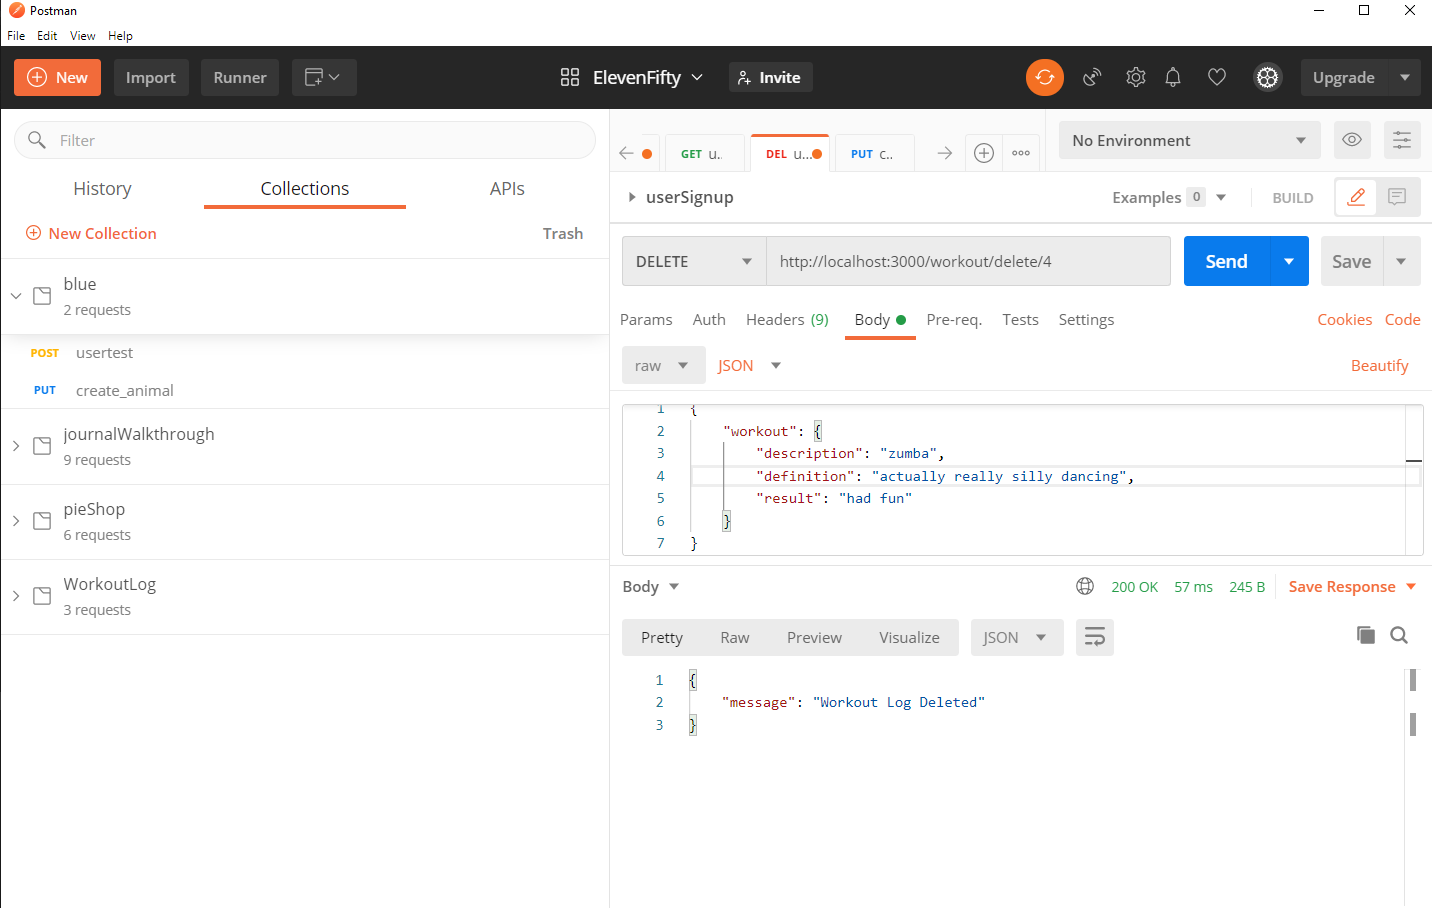 Postman
File Edit View Help
New Import Runner ElevenFifty Invite Upgrade
Filter
History Collections APIs
New Collection Trash
blue
2 requests
POST usertest
PUT create_animal
journalWalkthrough
9 requests
pieShop
6 requests
WorkoutLog
3 requests
GET u.. DEL u... PUT c.. No Environment
userSignup Examples 0 BUILD
DELETE http://localhost:3000/workout/delete/4 Send Save
Params Auth Headers (9) Body Pre-req. Tests Settings Cookies Code
raw JSON Beautify
1 {
2 "workout": {
3 "description": "zumba",
4 "definition": "actually really silly dancing",
5 "result": "had fun"
6 }
7 }
Body 200 OK 57 ms 245 B Save Response
Pretty Raw Preview Visualize JSON
1 {
2 "message": "Workout Log Deleted"
3 }